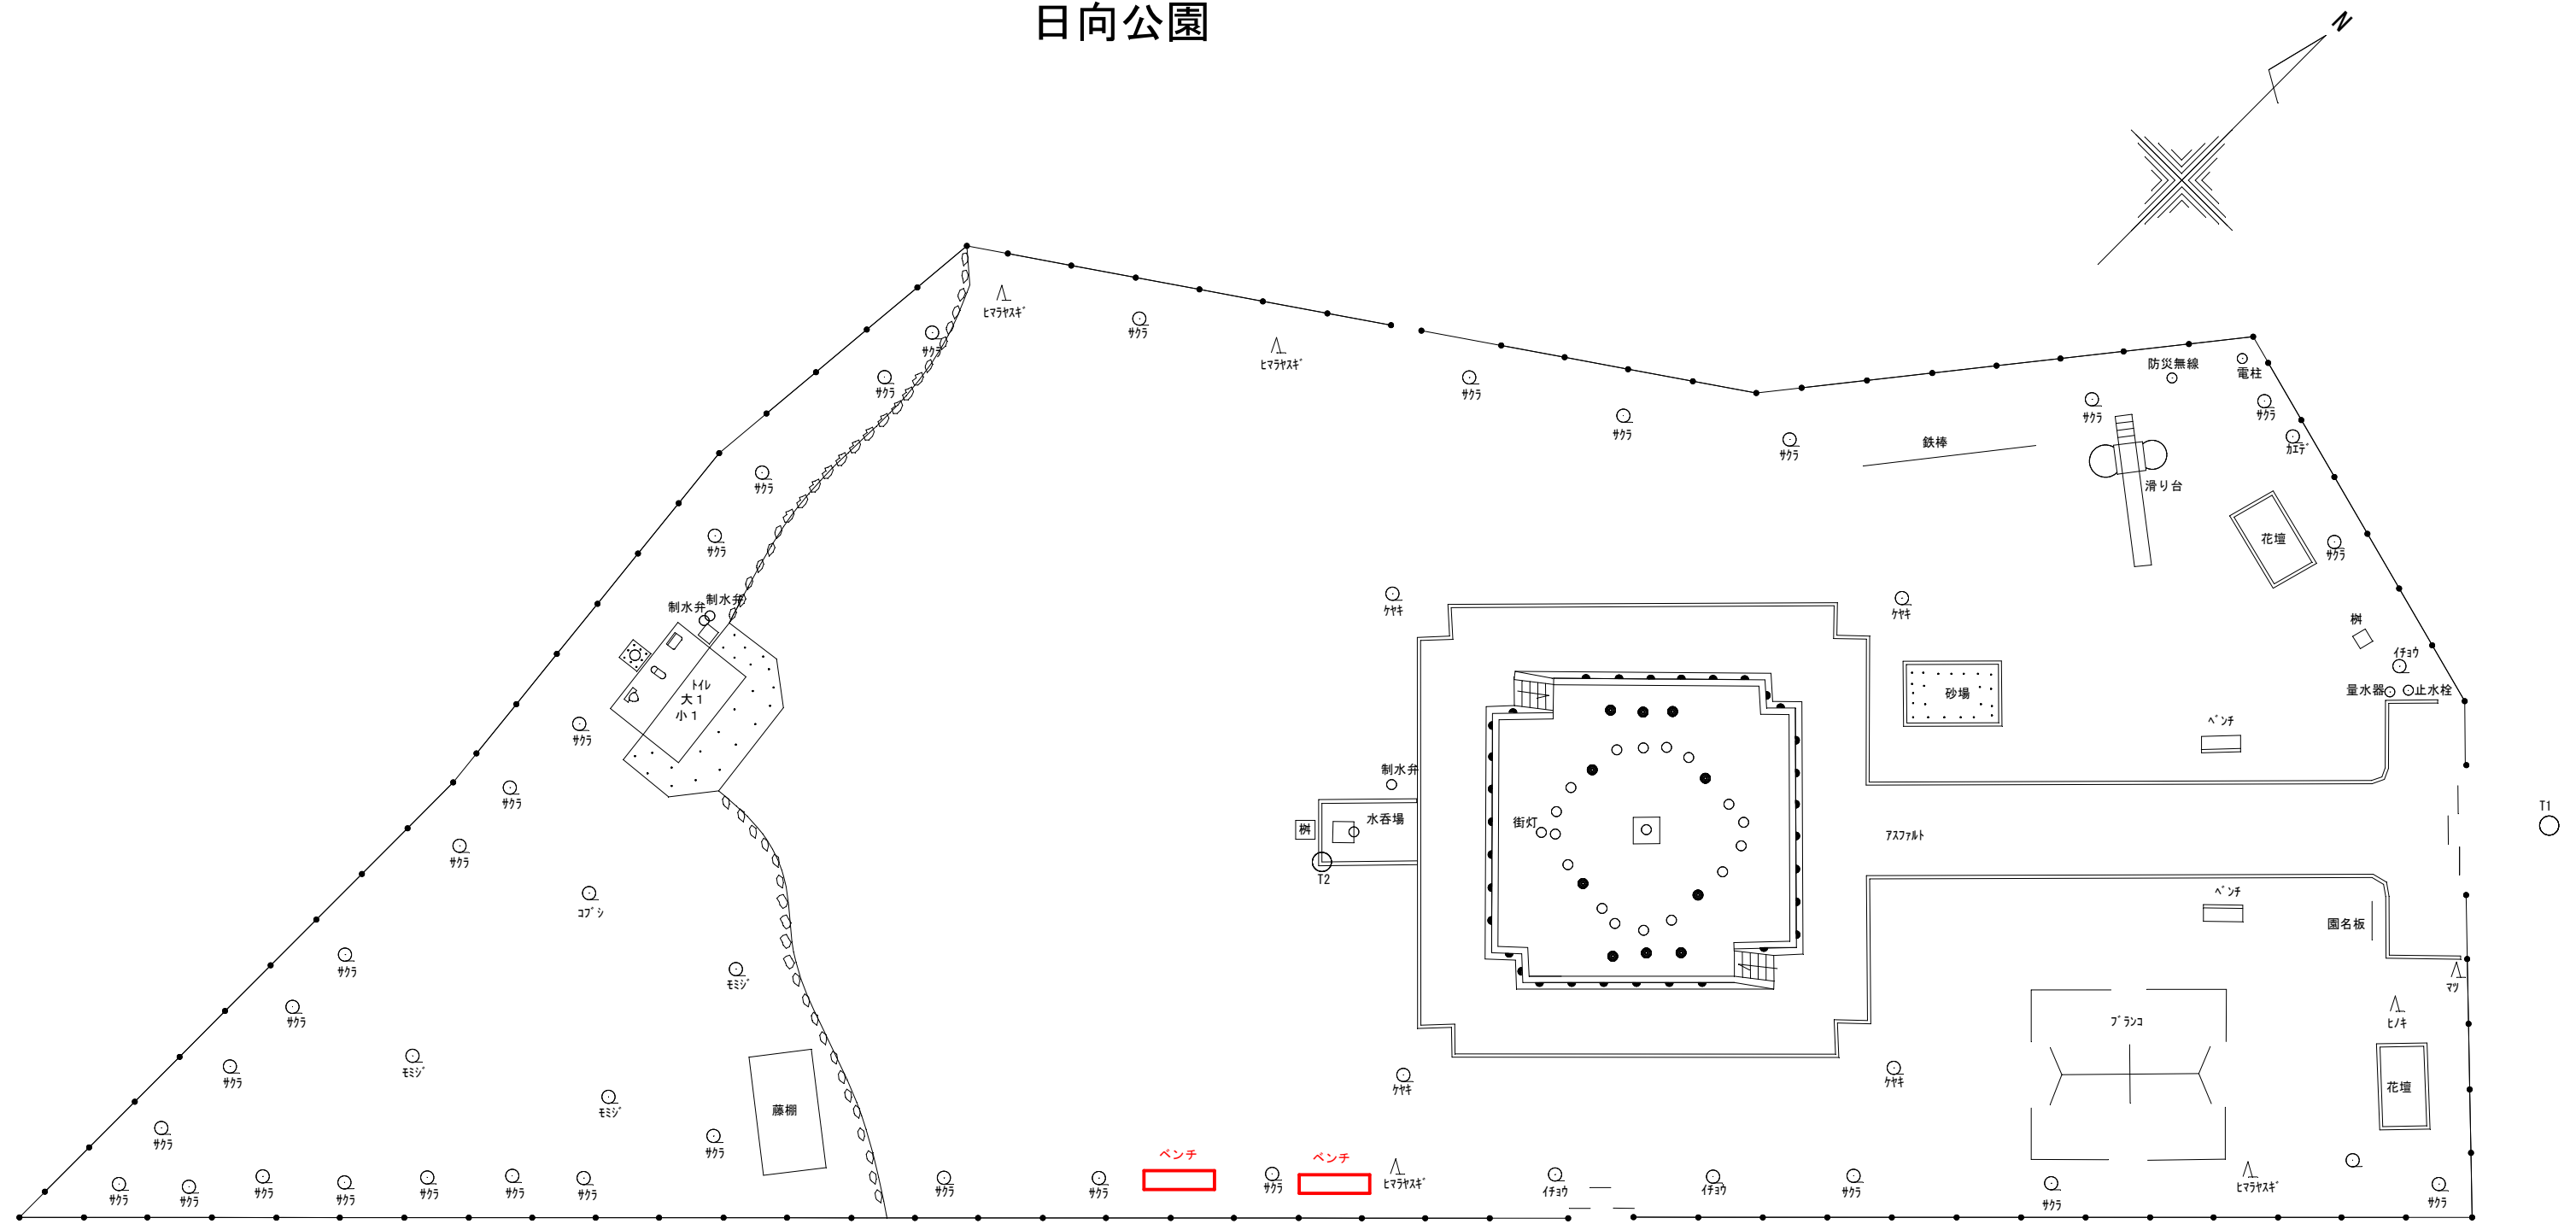 日向公園
N
ﾋﾏﾗﾔｽｷﾞ
ｻｸﾗ
ｻｸﾗ
ﾋﾏﾗﾔｽｷﾞ
ｻｸﾗ
ｻｸﾗ
ｻｸﾗ
ｻｸﾗ
ｻｸﾗ
防災無線
電柱
ｻｸﾗ
ｻｸﾗ
ｶｴﾃﾞ
鉄棒
滑り台
ｻｸﾗ
ｻｸﾗ
花壇
ｻｸﾗ
制水弁
制水弁
ｹﾔｷ
ｹﾔｷ
桝
ｲﾁｮｳ
量水器
止水栓
ﾄｲﾚ
大１
小１
砂場
ﾍﾞﾝﾁ
ｻｸﾗ
ｻｸﾗ
制水弁
水呑場
桝
T2
街灯
ｱｽﾌｧﾙﾄ
T1
ｻｸﾗ
ｺﾌﾞｼ
ﾍﾞﾝﾁ
園名板
ｻｸﾗ
ﾓﾐｼﾞ
ﾏﾂ
ｻｸﾗ
ﾌﾞﾗﾝｺ
ﾋﾉｷ
ｻｸﾗ
ﾓﾐｼﾞ
ﾓﾐｼﾞ
藤棚
ｹﾔｷ
ｹﾔｷ
花壇
ｻｸﾗ
ｻｸﾗ
ベンチ
ベンチ
ｻｸﾗ
ｻｸﾗ
ｻｸﾗ
ｻｸﾗ
ｻｸﾗ
ｻｸﾗ
ｻｸﾗ
ｻｸﾗ
ｻｸﾗ
ｻｸﾗ
ﾋﾏﾗﾔｽｷﾞ
ｲﾁｮｳ
ｲﾁｮｳ
ｻｸﾗ
ｻｸﾗ
ﾋﾏﾗﾔｽｷﾞ
ｻｸﾗ